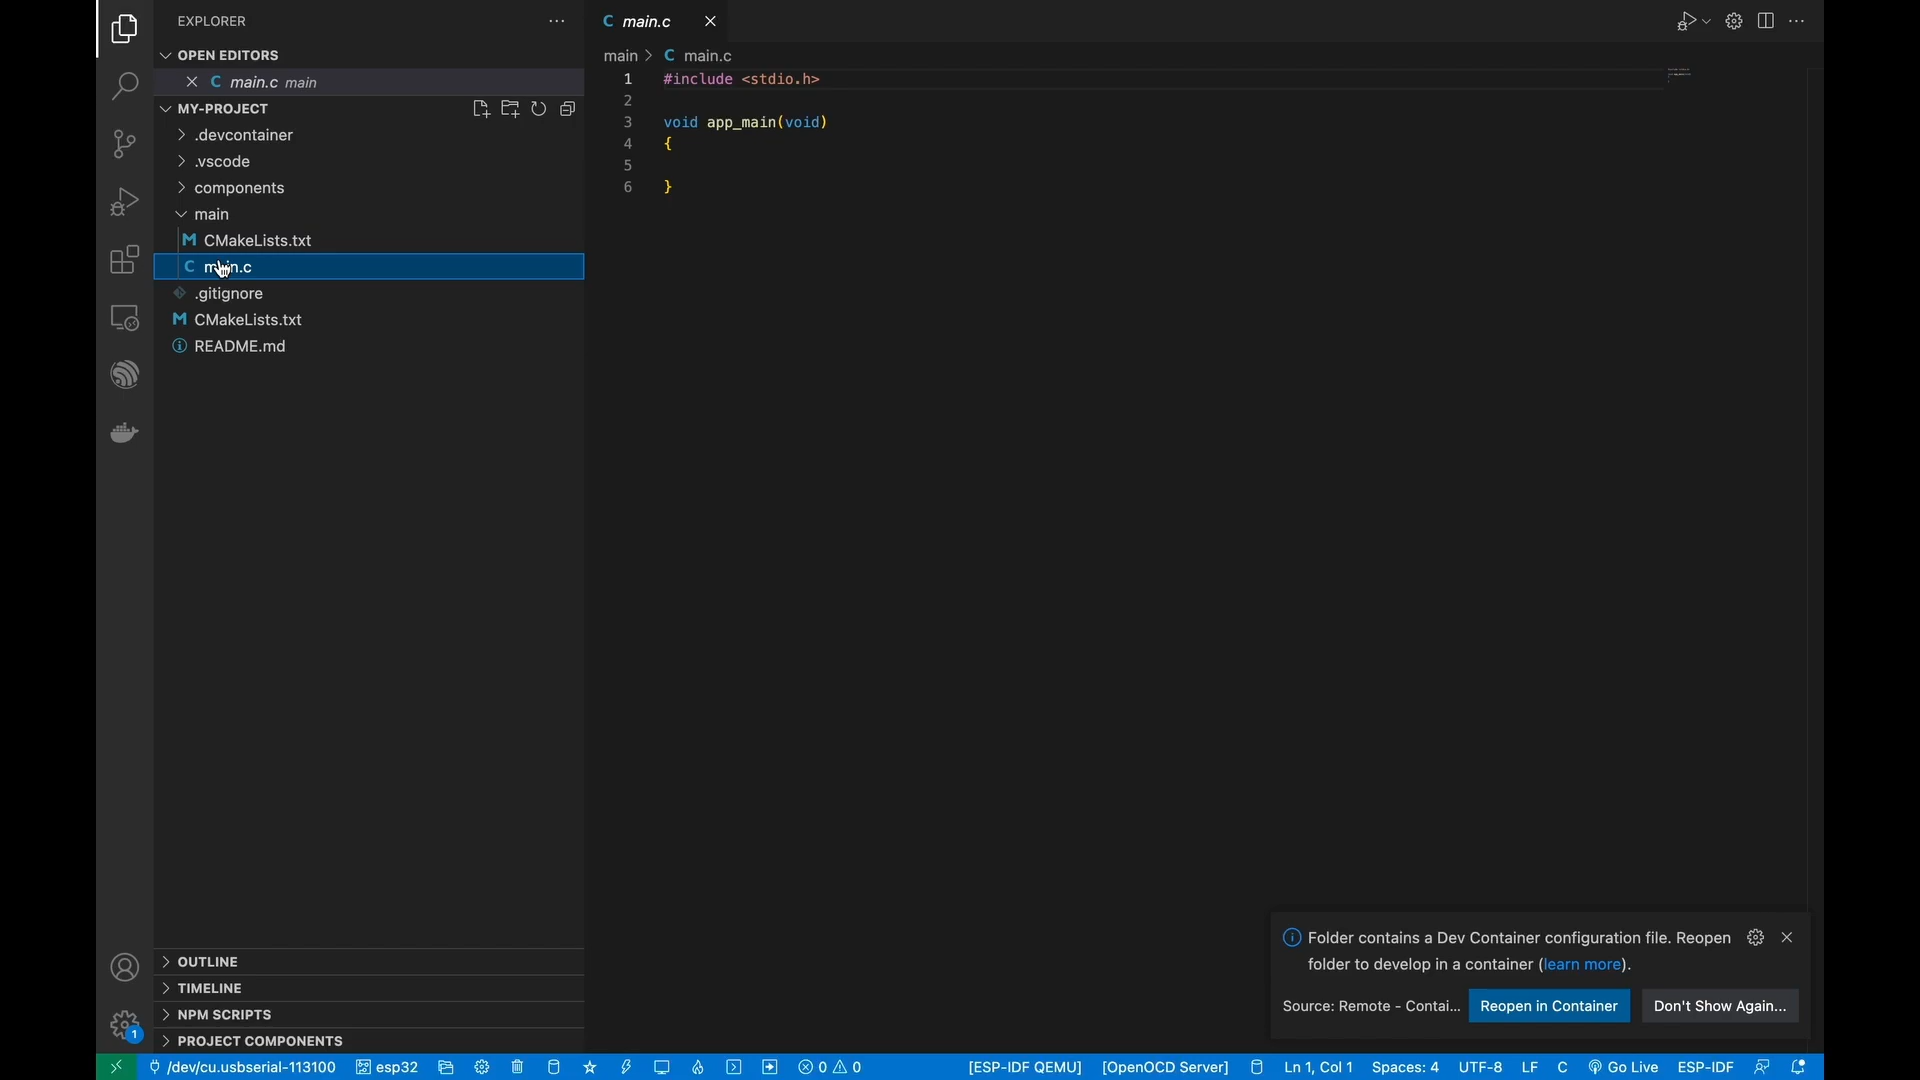 EXPLORER
OPEN EDITORS
C main.c main
MY-PROJECT
.devcontainer
.vscode
components
main
M CMakeLists.txt
C main.c
.gitignore
M CMakeLists.txt
README.md
OUTLINE
TIMELINE
NPM SCRIPTS
PROJECT COMPONENTS
1
C main.c
main > C main.c
1 #include <stdio.h>
2
3 void app_main(void)
4 {
5
6 }
Folder contains a Dev Container configuration file. Reopen
folder to develop in a container (learn more).
Source: Remote - Contai... Reopen in Container Don't Show Again...
/dev/cu.usbserial-113100 esp32 0 0 [ESP-IDF QEMU] [OpenOCD Server] Ln 1, Col 1 Spaces: 4 UTF-8 LF C Go Live ESP-IDF